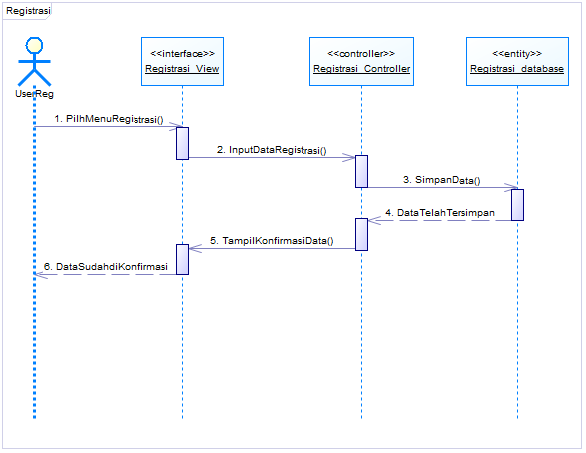 Registrasi
<<interface>>
Registrasi_View
<<controller>>
Registrasi_Controller
<<entity>>
Registrasi_database
UserReg
1. PilhMenuRegistrasi()
2. InputDataRegistrasi()
3. SimpanData()
4. DataTelahTersimpan
5. TampilKonfirmasiData()
6. DataSudahdiKonfirmasi